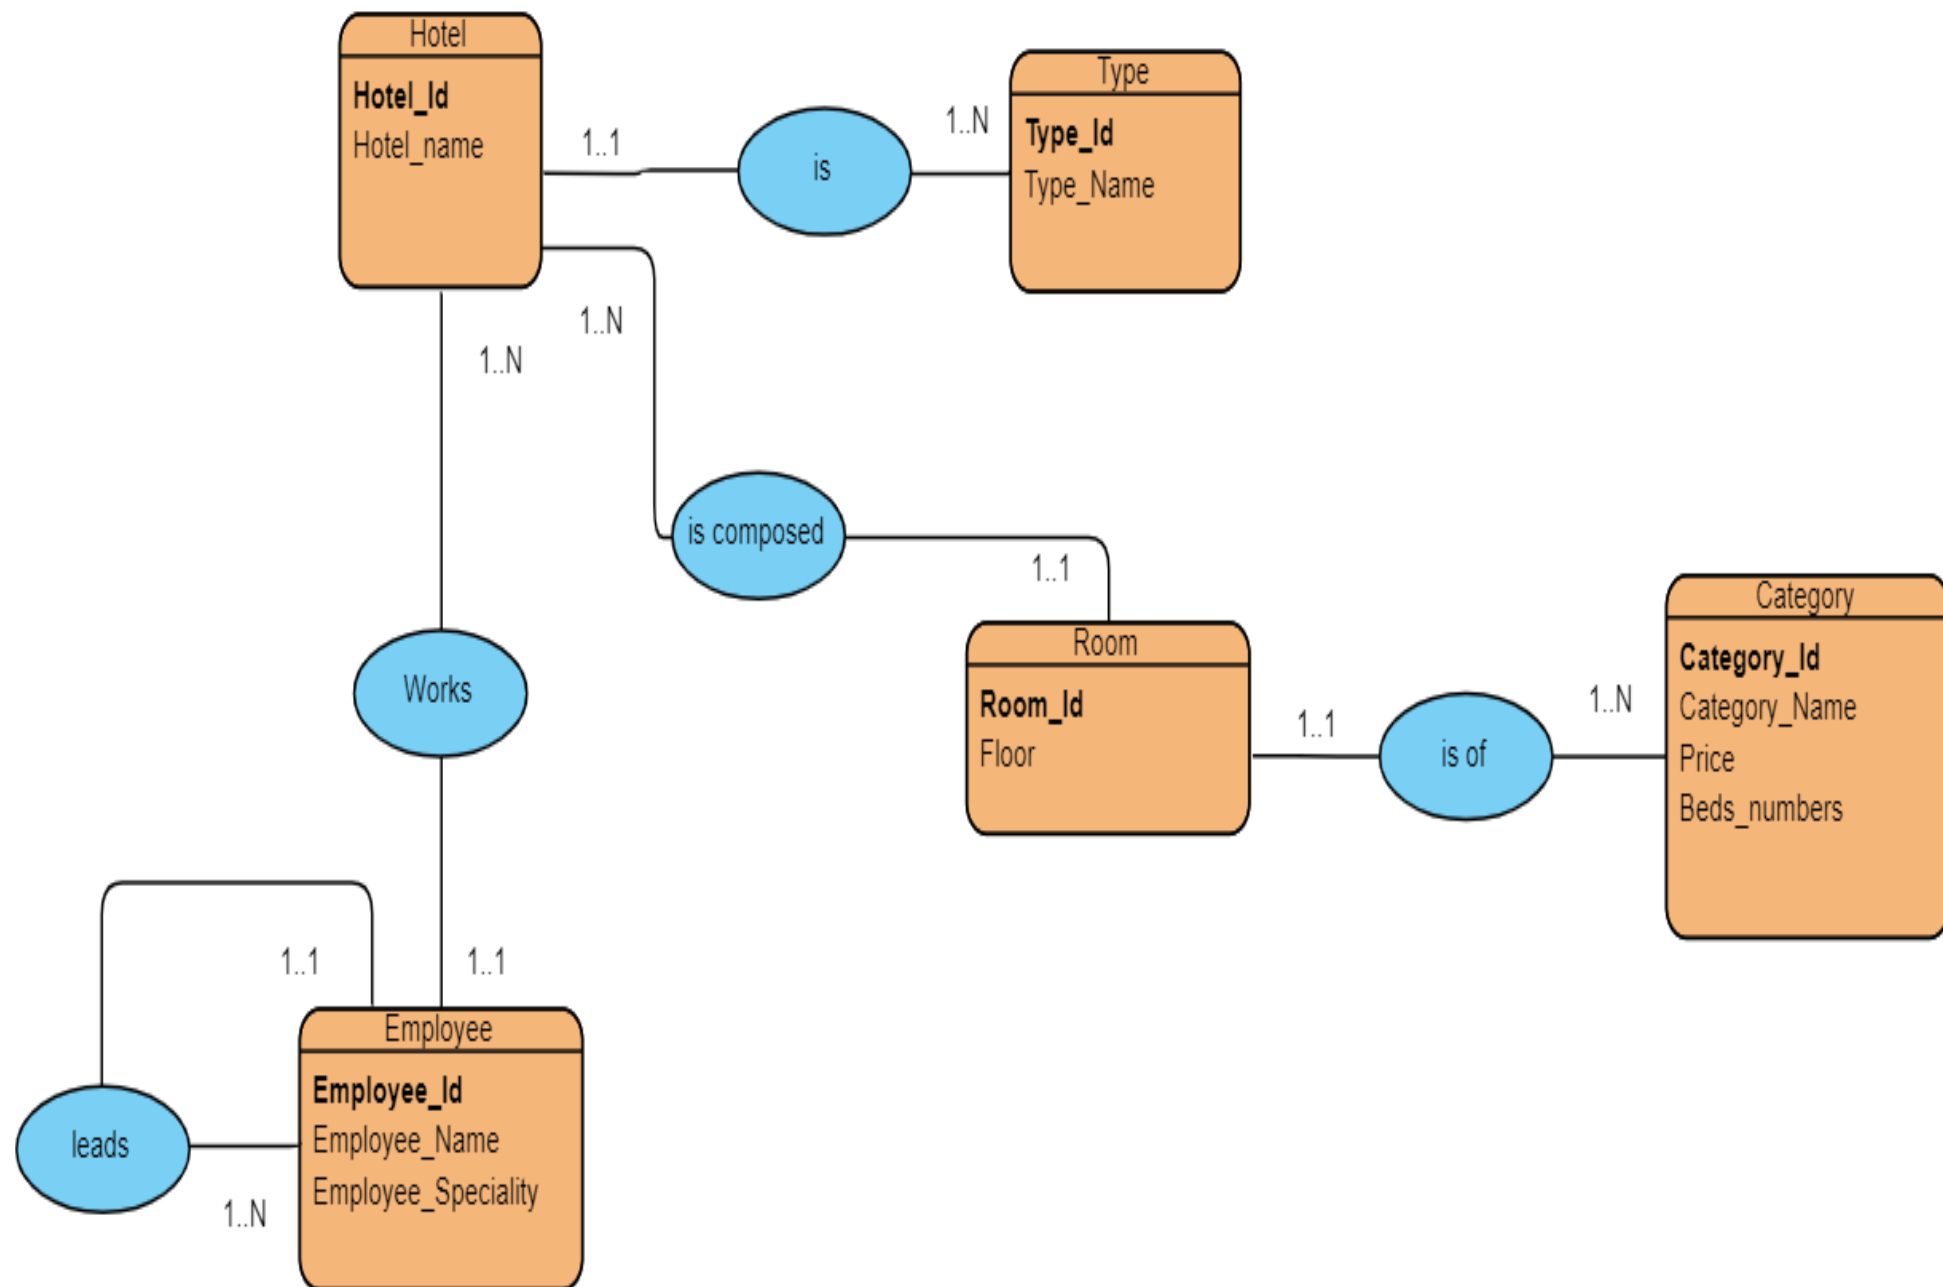 Hotel
Hotel_Id
Hotel_name
1..1
is
1..N
Type
Type_Id
Type_Name
1..N
1..N
is composed
1..1
Works
Room
Room_Id
Floor
1..1
is of
1..N
Category
Category_Id
Category_Name
Price
Beds_numbers
1..1
1..1
leads
1..N
Employee
Employee_Id
Employee_Name
Employee_Speciality